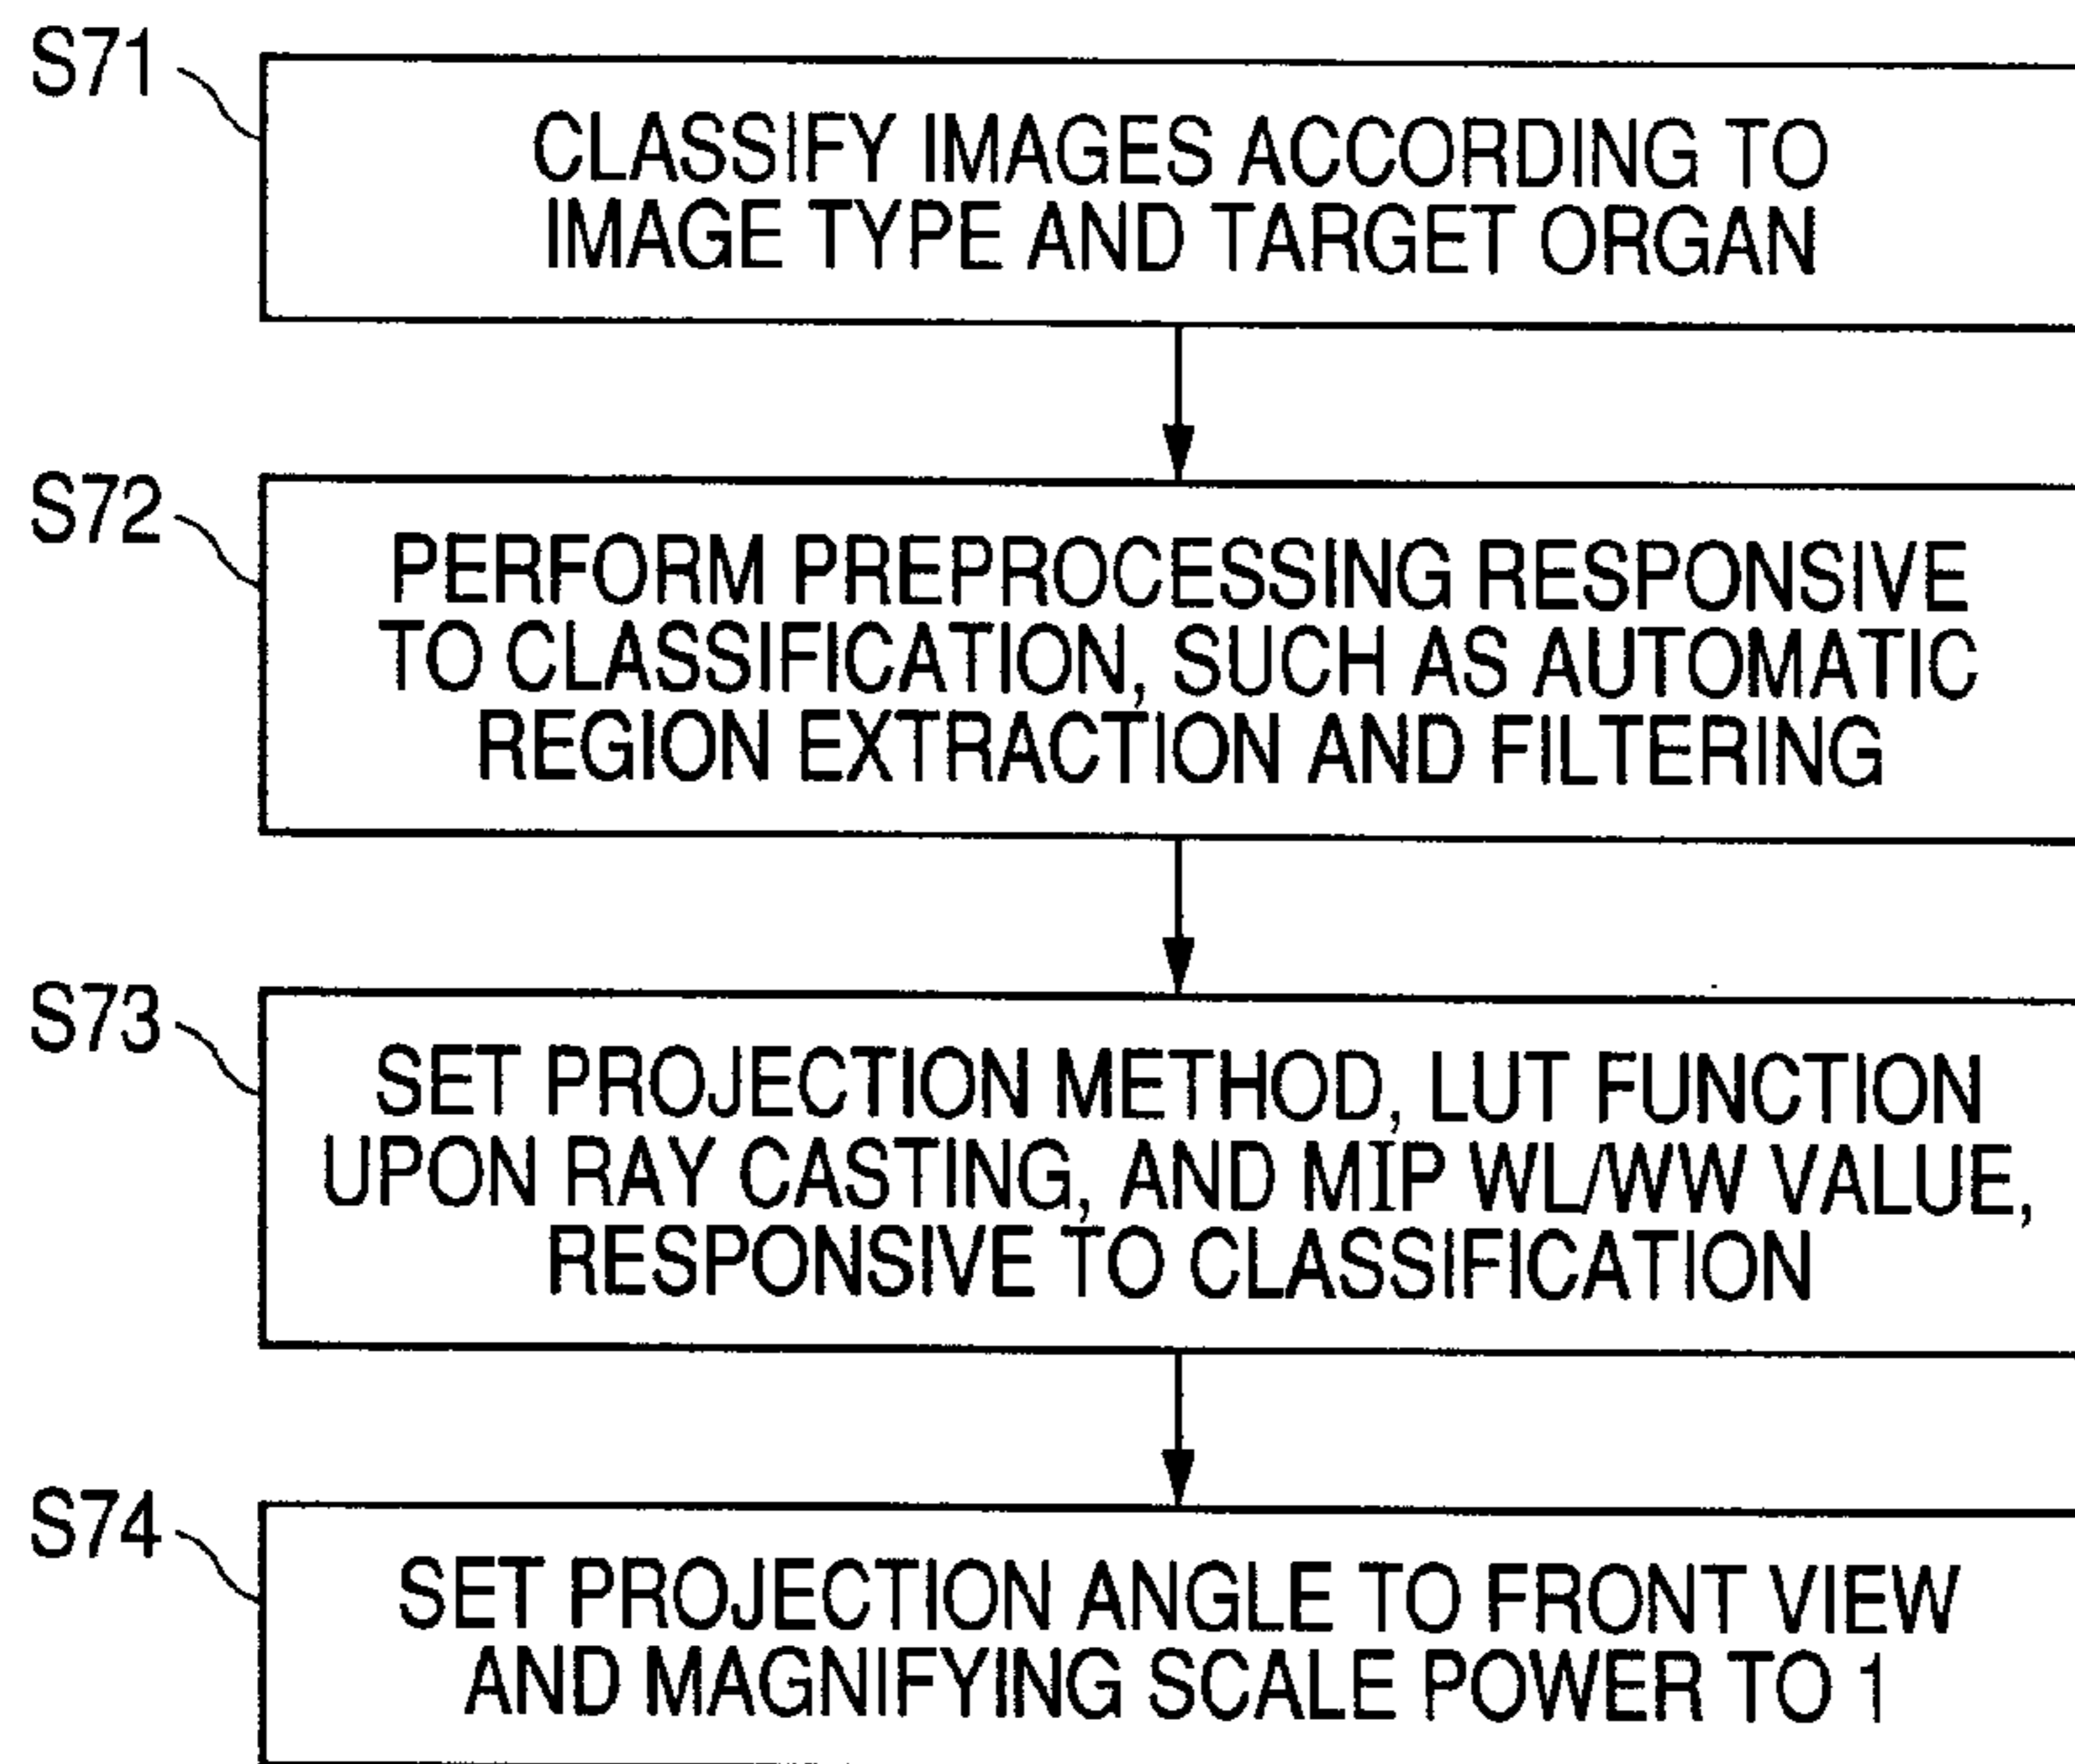 S71
CLASSIFY IMAGES ACCORDING TO
IMAGE TYPE AND TARGET ORGAN
S72
PERFORM PREPROCESSING RESPONSIVE
TO CLASSIFICATION, SUCH AS AUTOMATIC
REGION EXTRACTION AND FILTERING
S73
SET PROJECTION METHOD, LUT FUNCTION
UPON RAY CASTING, AND MIP WL/WW VALUE,
RESPONSIVE TO CLASSIFICATION
S74
SET PROJECTION ANGLE TO FRONT VIEW
AND MAGNIFYING SCALE POWER TO 1